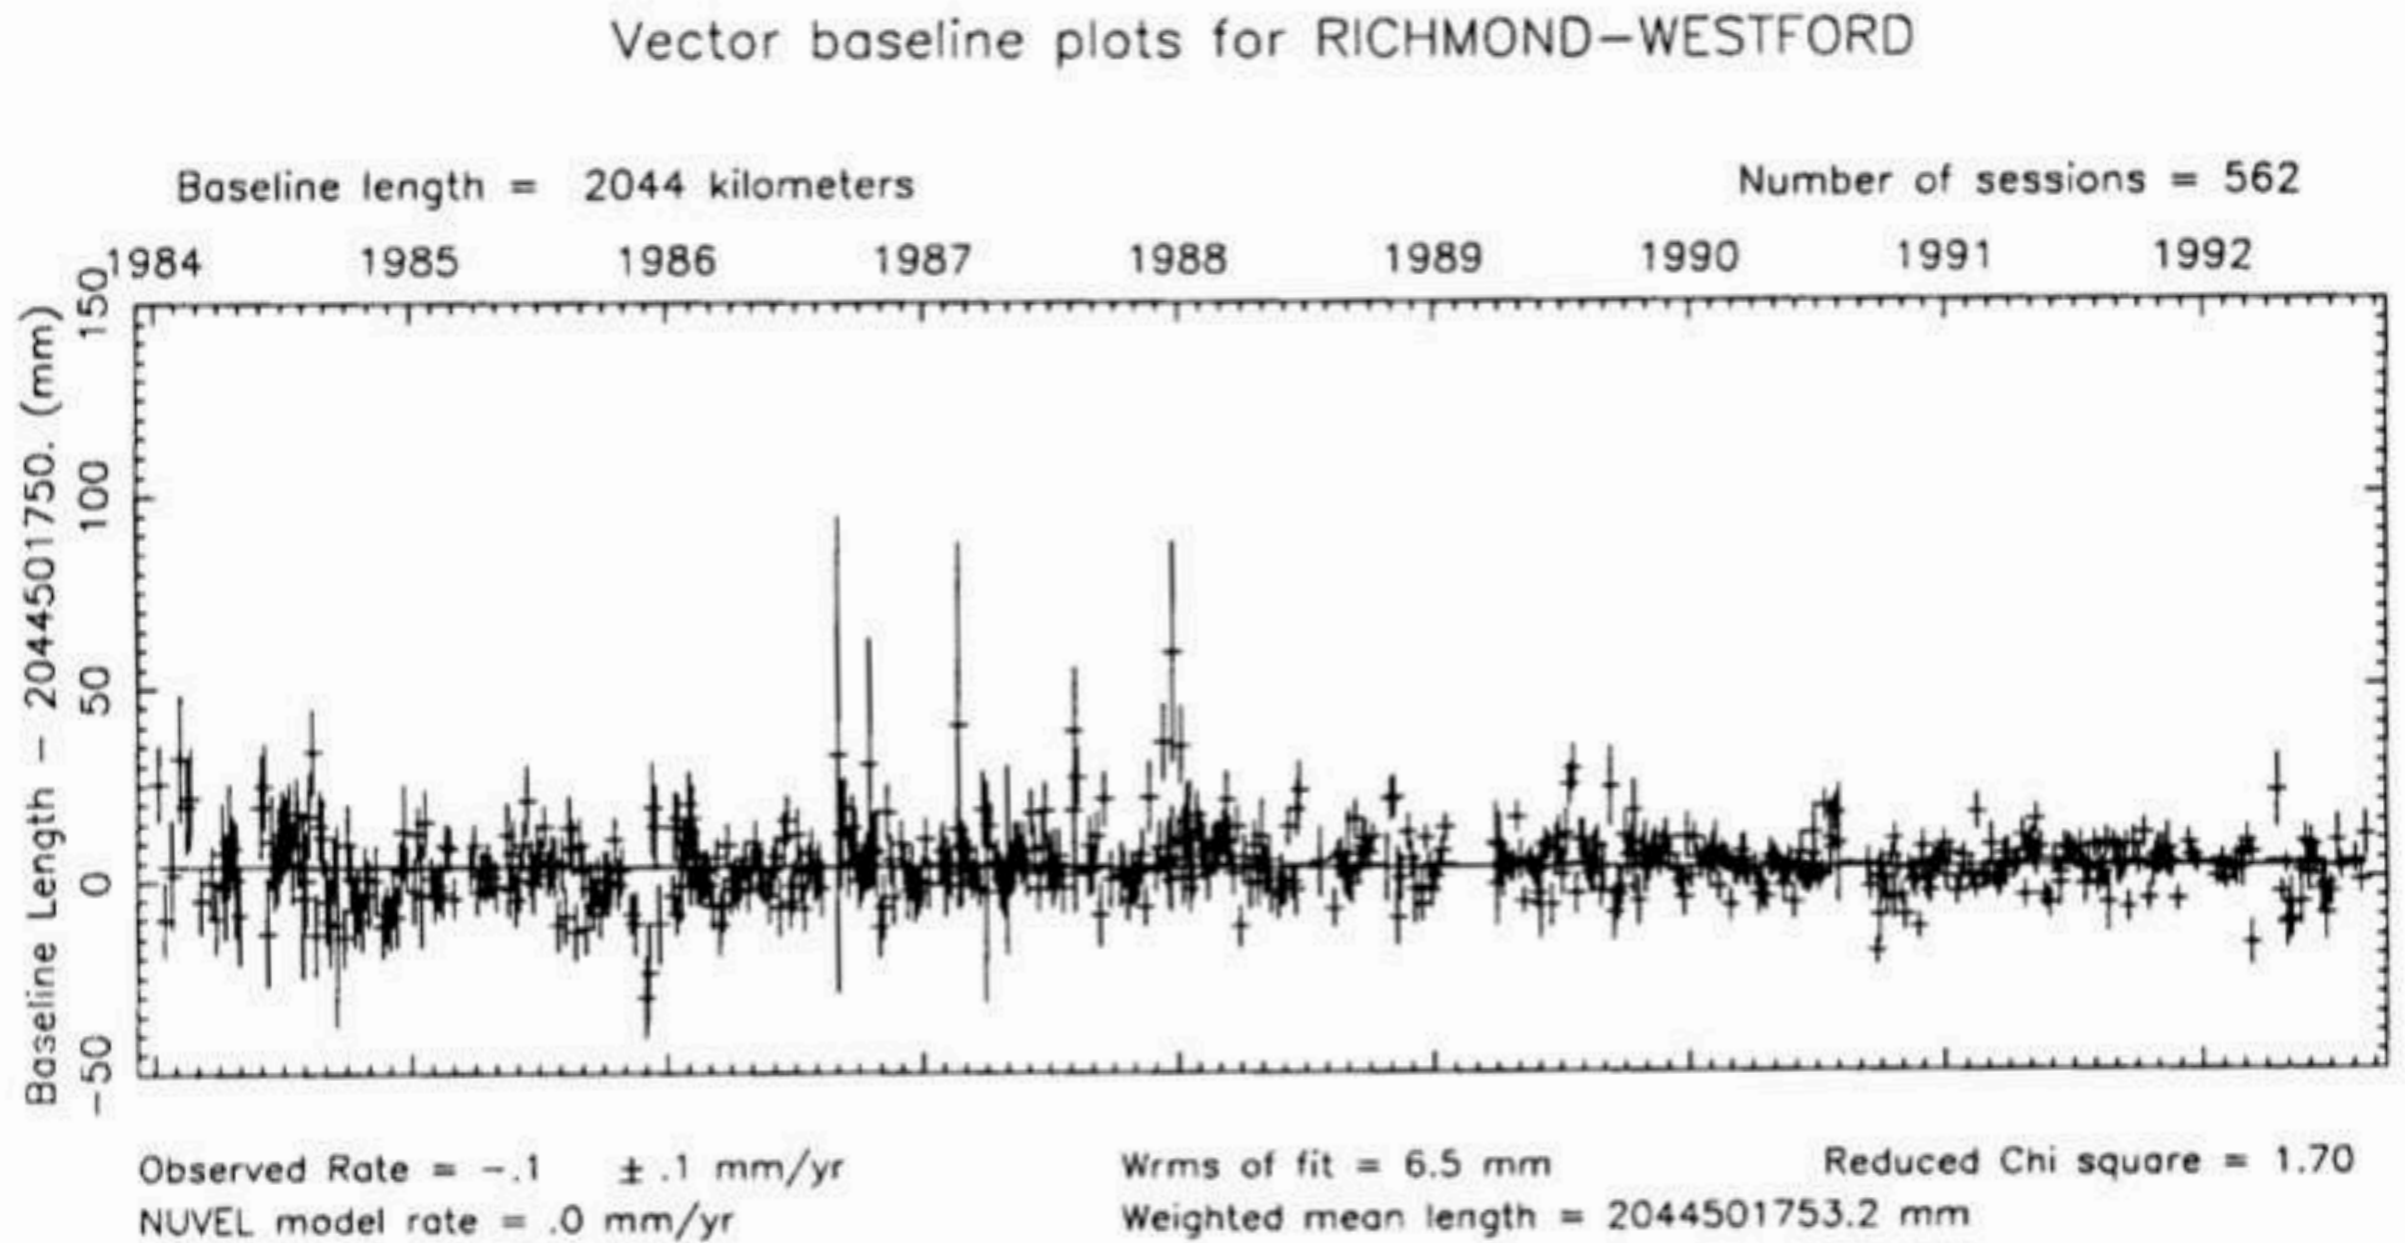 Vector baseline plots for RICHMOND-WESTFORD
Baseline length = 2044 kilometers
Number of sessions = 562
1984 1985 1986 1987 1988 1989 1990 1991 1992
Baseline Length - 2044501750. (mm)
150
100
50
0
-50
Observed Rate = -.1 ± .1 mm/yr
Wrms of fit = 6.5 mm
Reduced Chi square = 1.70
NUVEL model rate = .0 mm/yr
Weighted mean length = 2044501753.2 mm